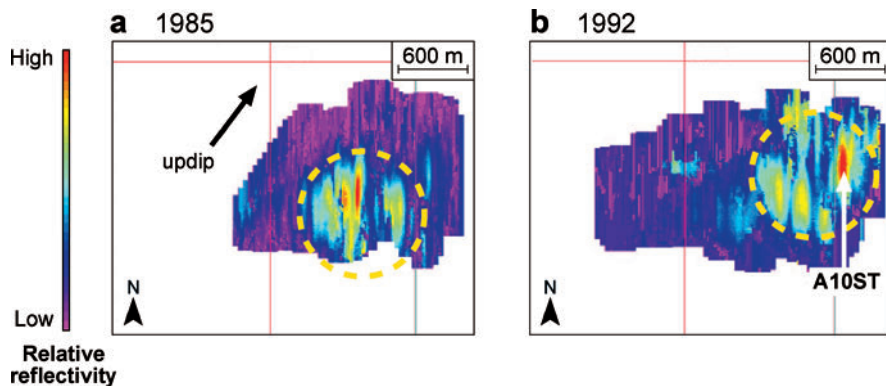 a 1985
b 1992
High
600 m
600 m
updip
A10ST
N
N
Low
Relative
reflectivity